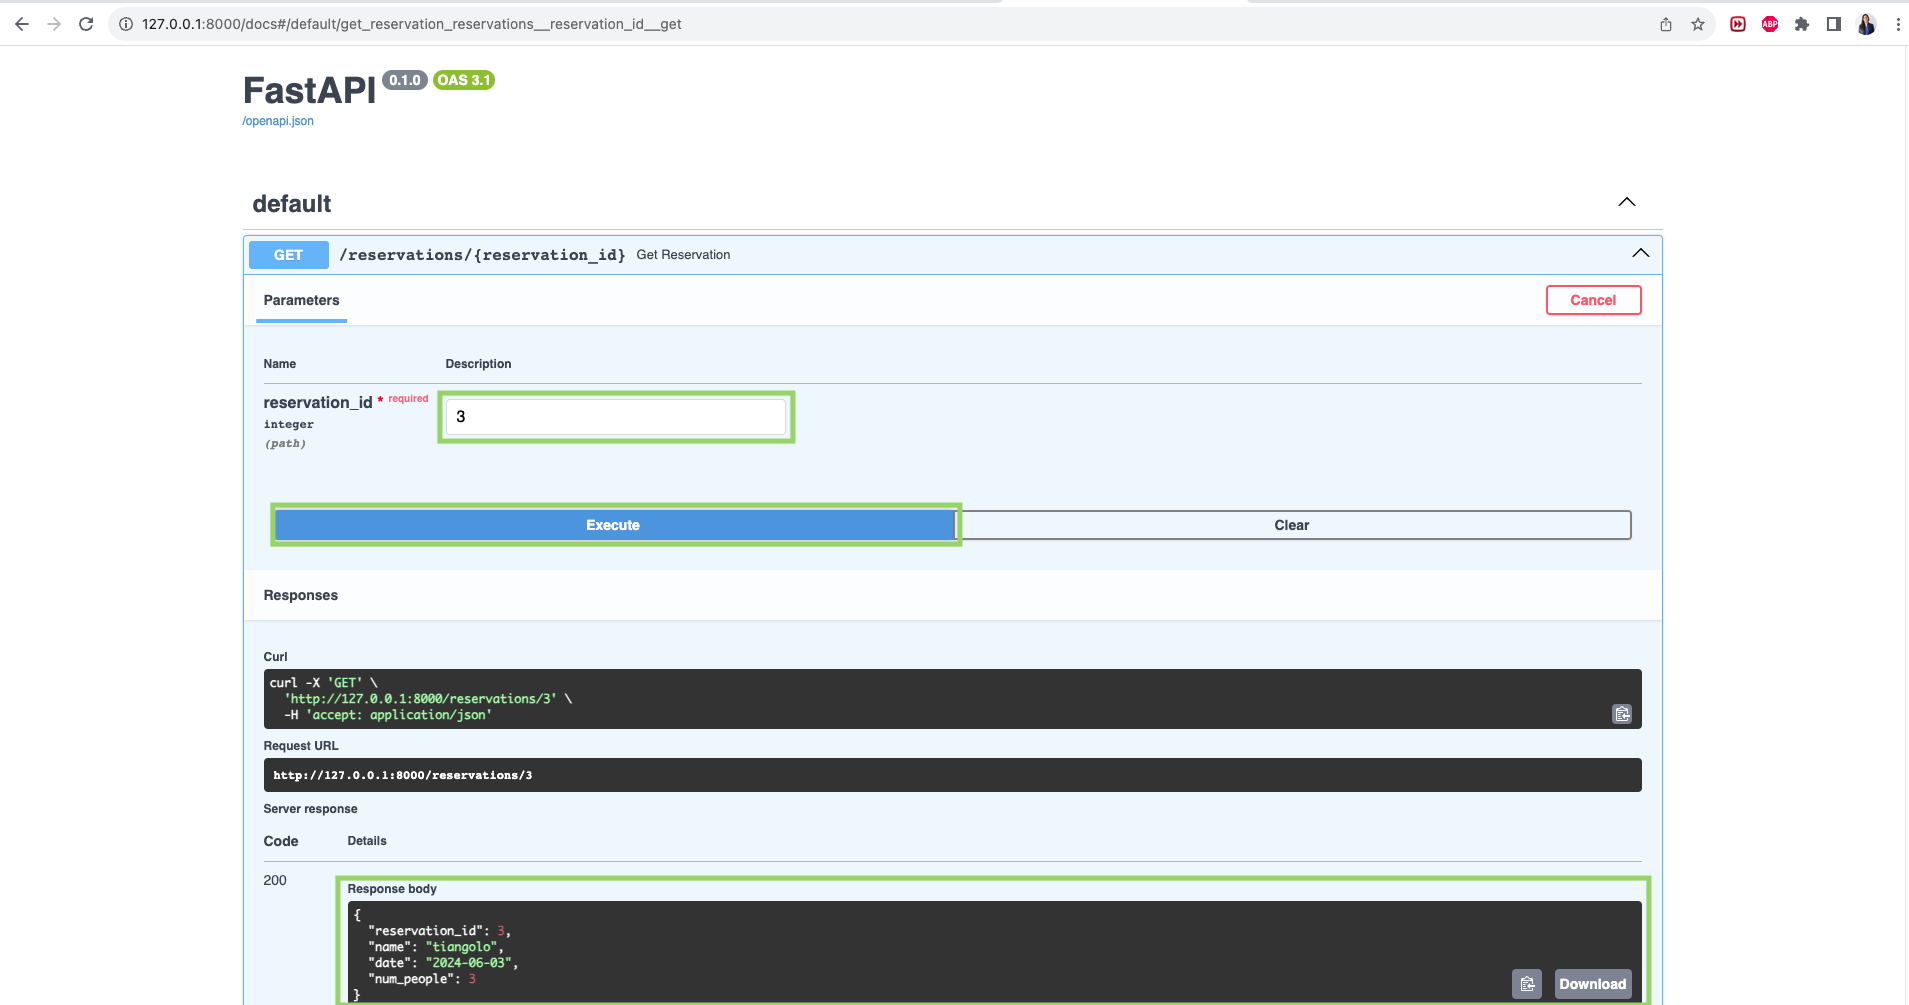 127.0.0.1:8000/docs#/default/get_reservation_reservations__reservation_id__get
ABP
FastAPI 0.1.0 OAS 3.1
/openapi.json
default
GET /reservations/{reservation_id} Get Reservation
Parameters Cancel
Name Description
reservation_id * required 3
integer
(path)
Execute Clear
Responses
Curl
curl -X 'GET' \
'http://127.0.0.1:8000/reservations/3' \
-H 'accept: application/json'
Request URL
http://127.0.0.1:8000/reservations/3
Server response
Code Details
200
Response body
{
"reservation_id": 3,
"name": "tiangolo",
"date": "2024-06-03",
"num_people": 3
}
Download